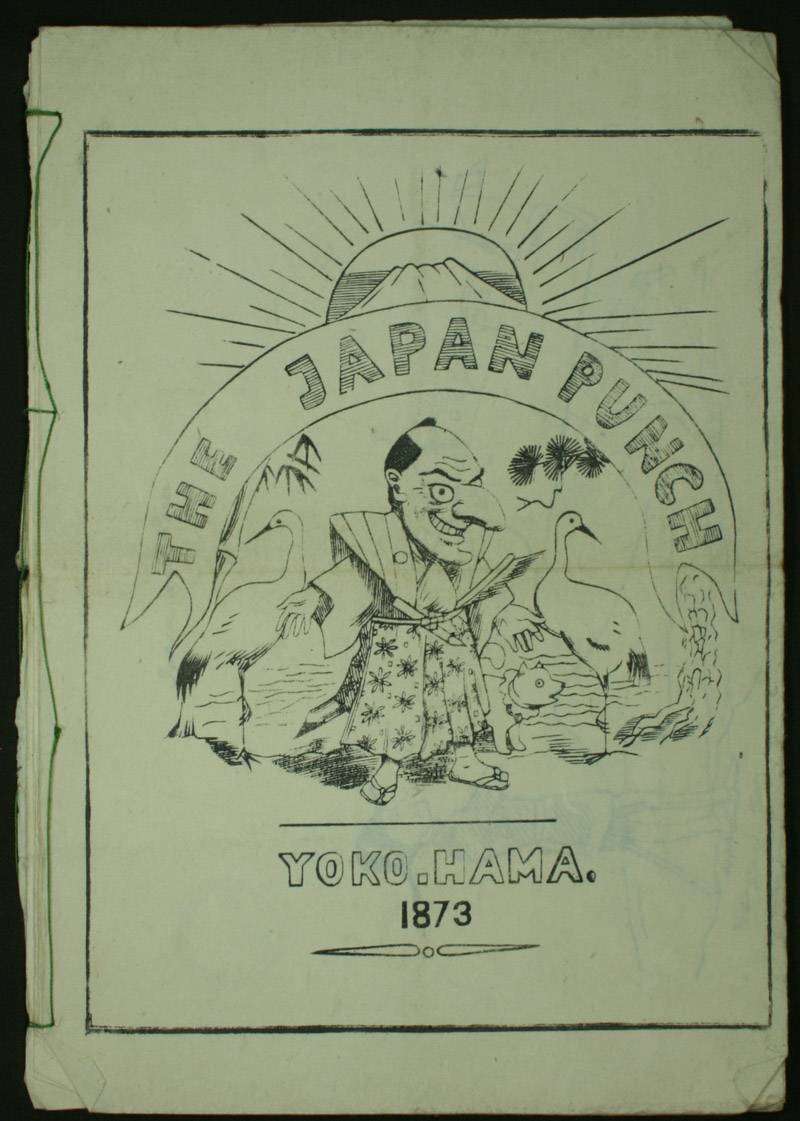 THE JAPAN PUNCH
YOKO.HAMA.
1873